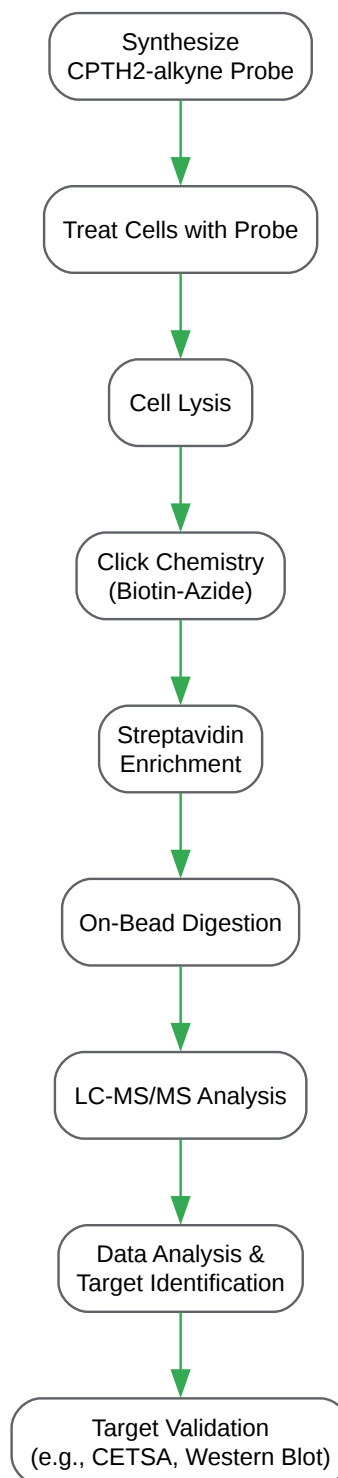 Synthesize
CPTH2-alkyne Probe
Treat Cells with Probe
Cell Lysis
Click Chemistry
(Biotin-Azide)
Streptavidin
Enrichment
On-Bead Digestion
LC-MS/MS Analysis
Data Analysis &
Target Identification
Target Validation
(e.g., CETSA, Western Blot)